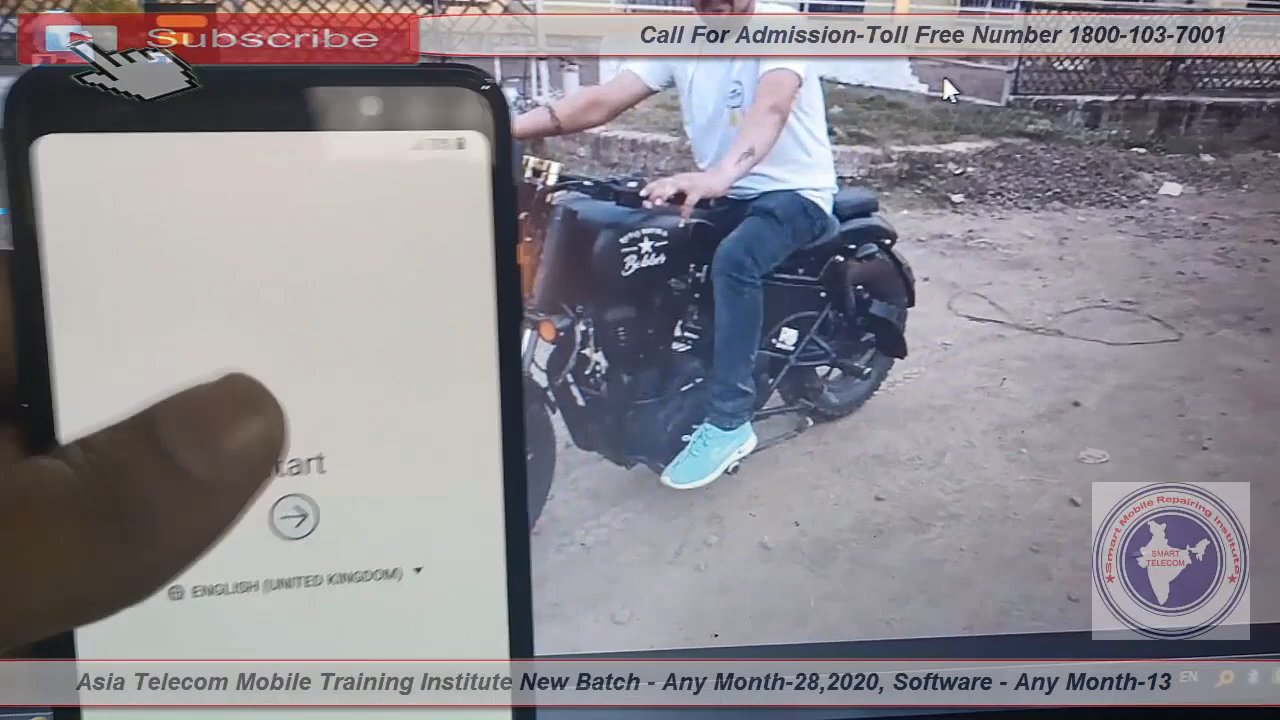 Subscribe
Call For Admission-Toll Free Number 1800-103-7001
Bobber
tart
ENGLISH (UNITED KINGDOM)
Smart Mobile Repairing Institute
SMART
TELECOM
EN
Asia Telecom Mobile Training Institute New Batch - Any Month-28,2020, Software - Any Month-13